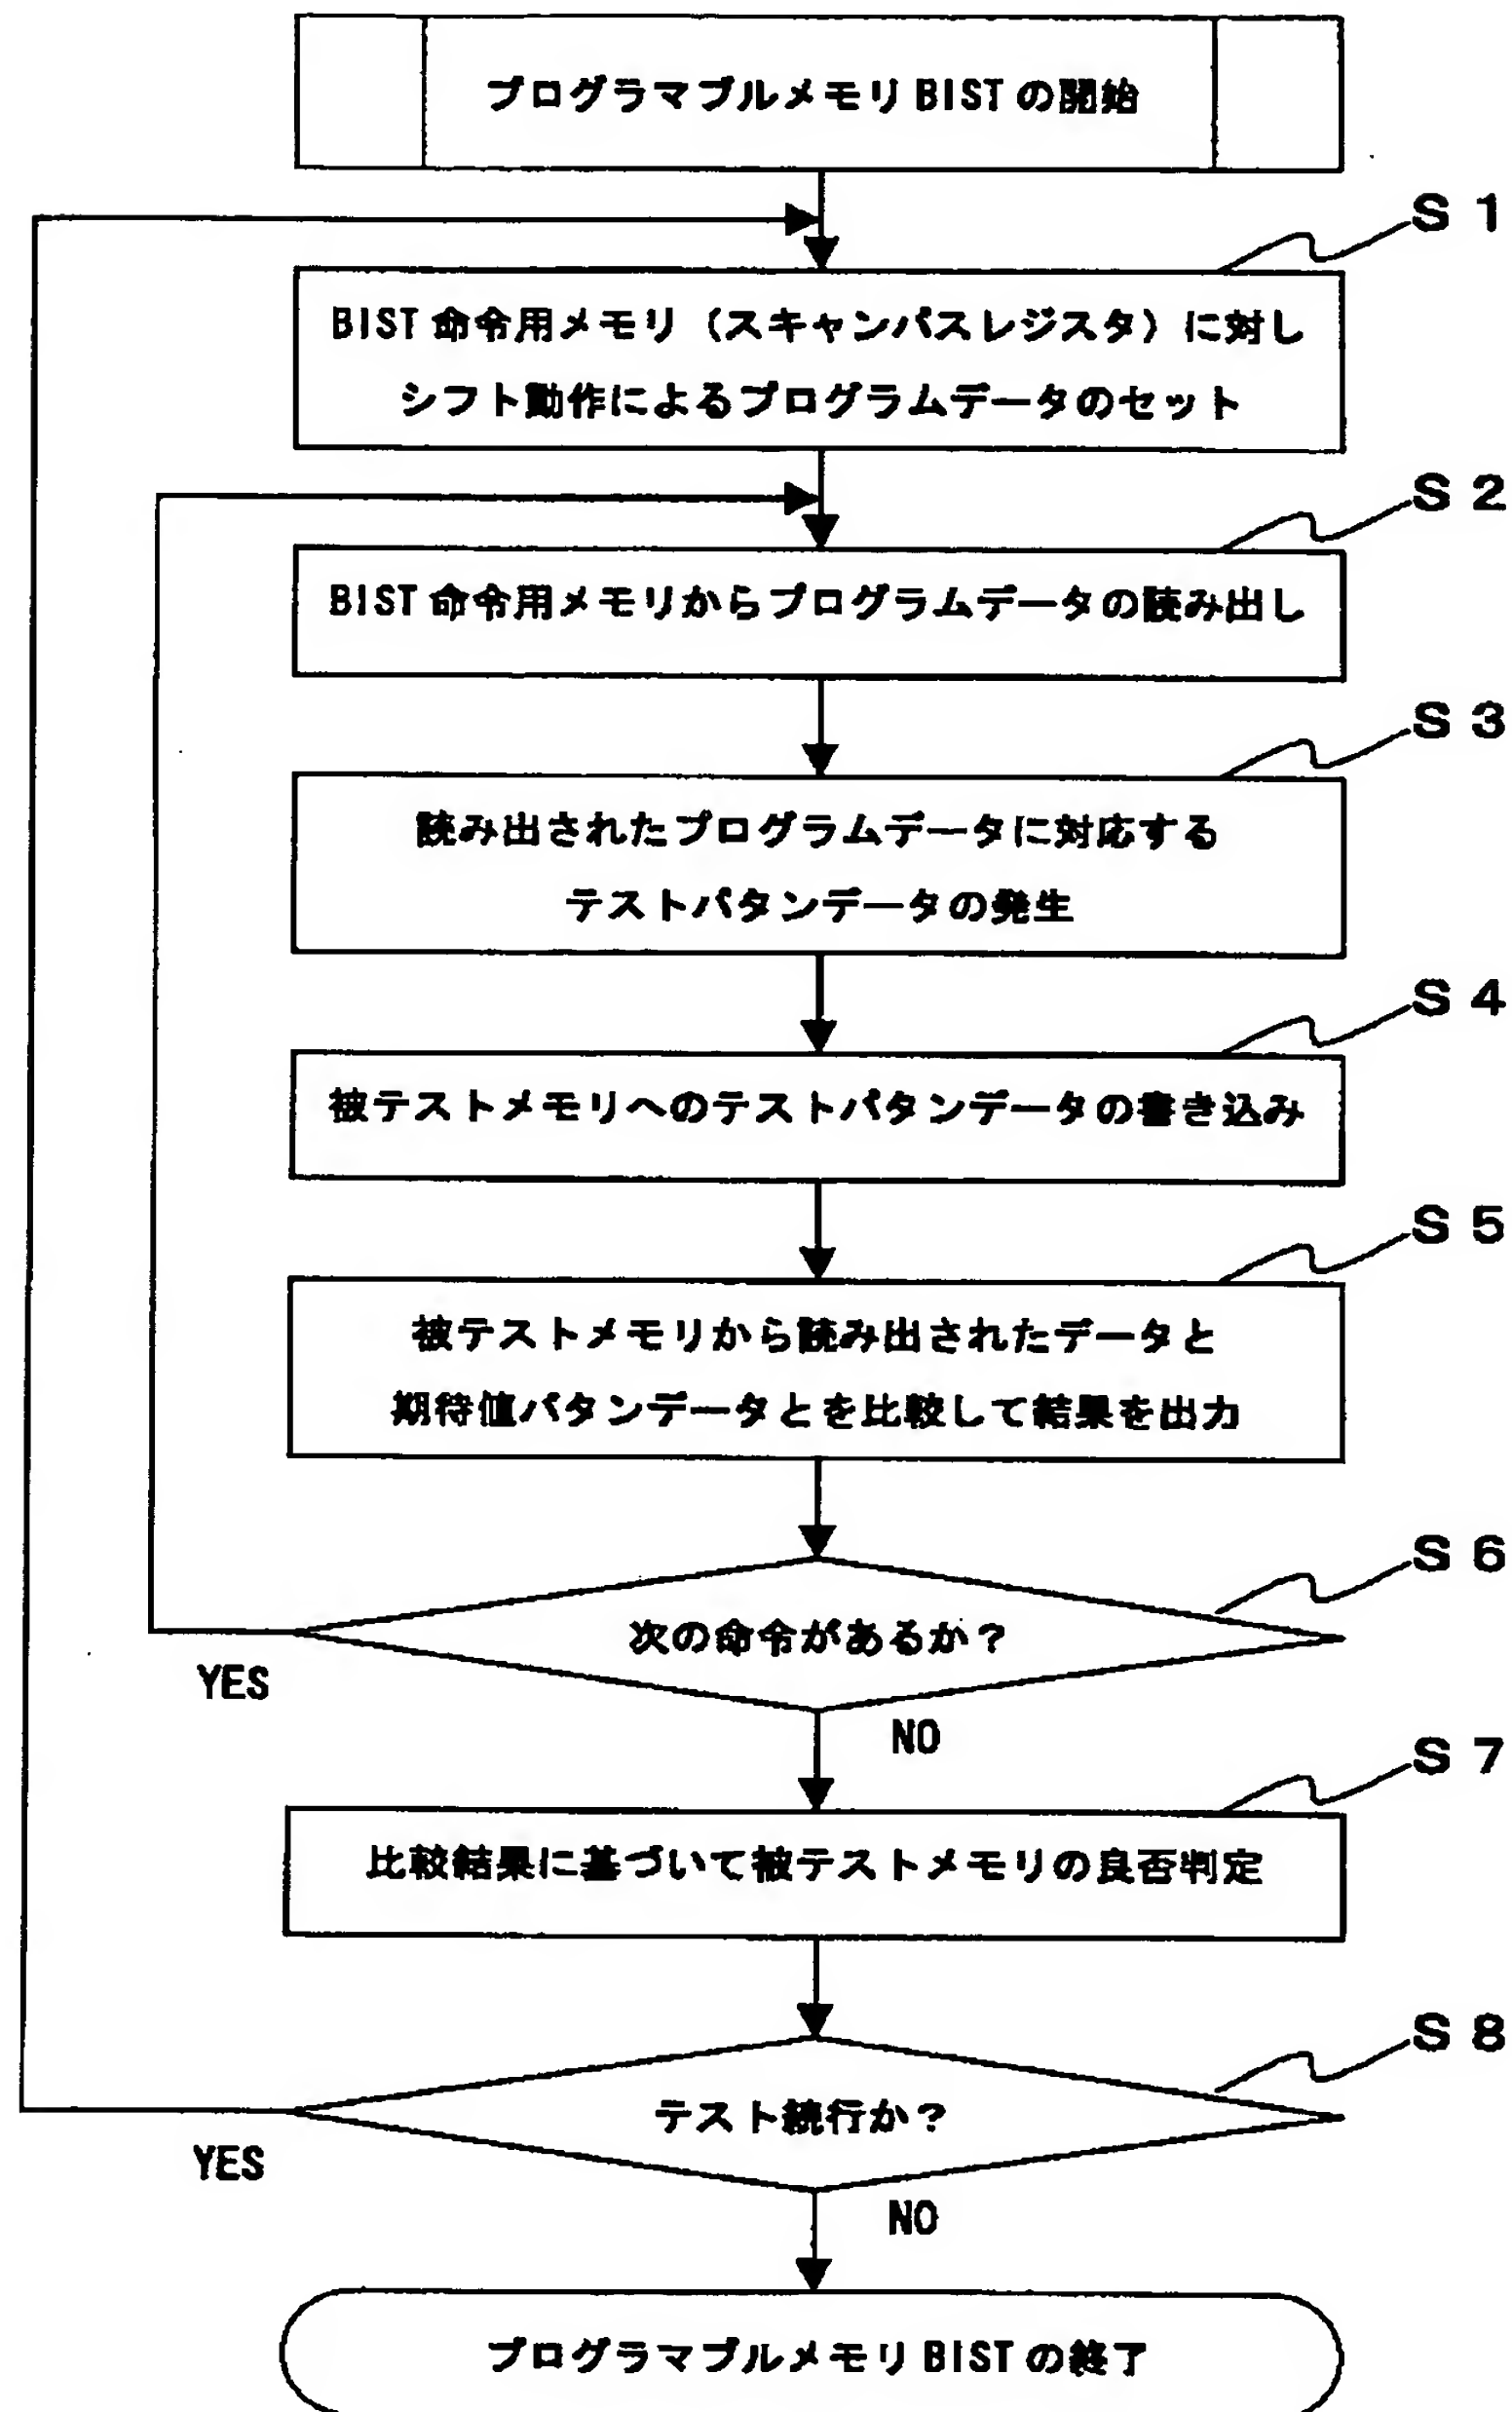 プログラマブルメモリ BIST の開始
S 1
BIST 命令用メモリ（スキャンパスレジスタ）に対し
シフト動作によるプログラムデータのセット
S 2
BIST 命令用メモリからプログラムデータの読み出し
S 3
読み出されたプログラムデータに対応する
テストパタンデータの発生
S 4
被テストメモリへのテストパタンデータの書き込み
S 5
被テストメモリから読み出されたデータと
期待値パタンデータとを比較して結果を出力
S 6
次の命令があるか？
YES
NO
S 7
比較結果に基づいて被テストメモリの良否判定
S 8
テスト続行か？
YES
NO
プログラマブルメモリ BIST の終了